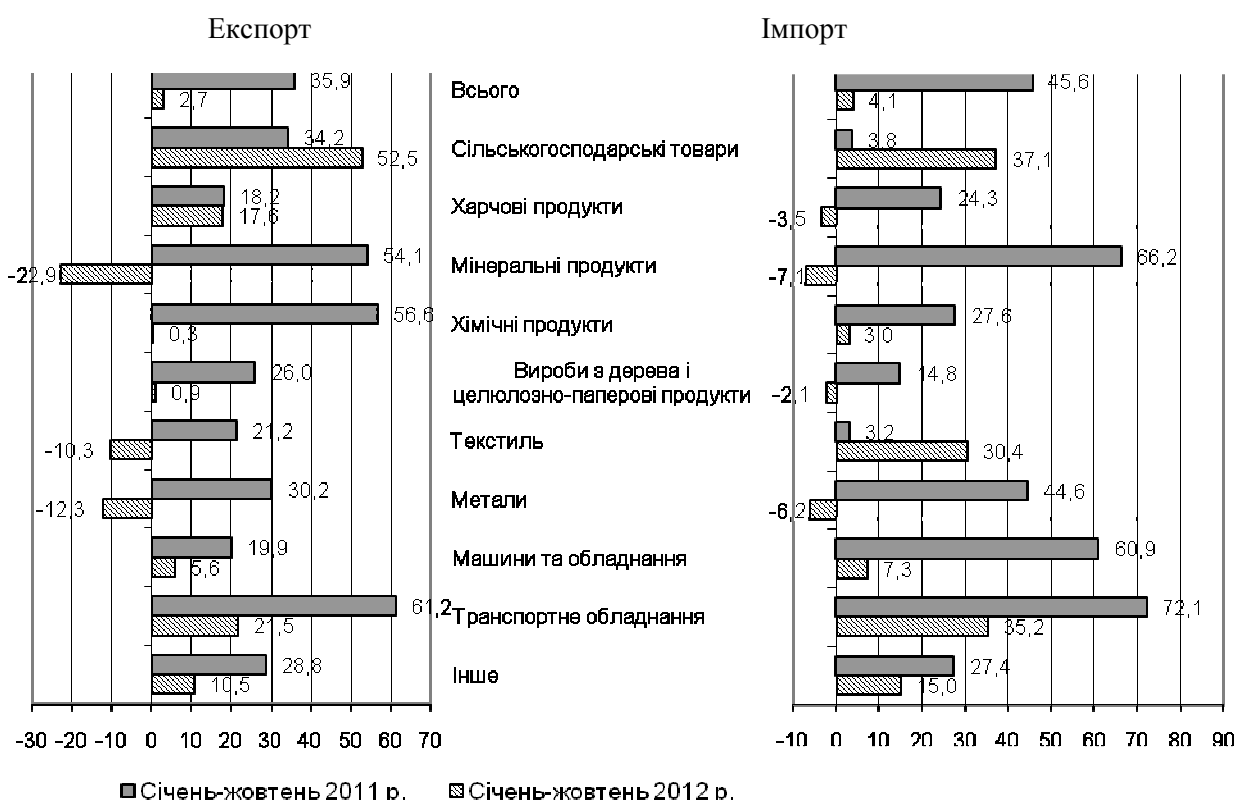 Експорт Імпорт
35,9 Всього 45,6
2,7 4,1
34,2 Сільськогосподарські товари 3,8
52,5 37,1
18,2 Харчові продукти 24,3
17,6 -3,5
54,1 Мінеральні продукти 66,2
-22,9 -7,1
56,6 Хімічні продукти 27,6
0,3 3,0
26,0 Вироби з дерева і 14,8
0,9 целюлозно-паперові продукти -2,1
21,2 Текстиль 3,2
-10,3 30,4
30,2 Метали 44,6
-12,3 -6,2
19,9 Машини та обладнання 60,9
5,6 7,3
61,2 Транспортне обладнання 72,1
21,5 35,2
28,8 Інше 27,4
10,5 15,0
-30 -20 -10 0 10 20 30 40 50 60 70 -10 0 10 20 30 40 50 60 70 80 90
Січень-жовтень 2011 р. Січень-жовтень 2012 р.